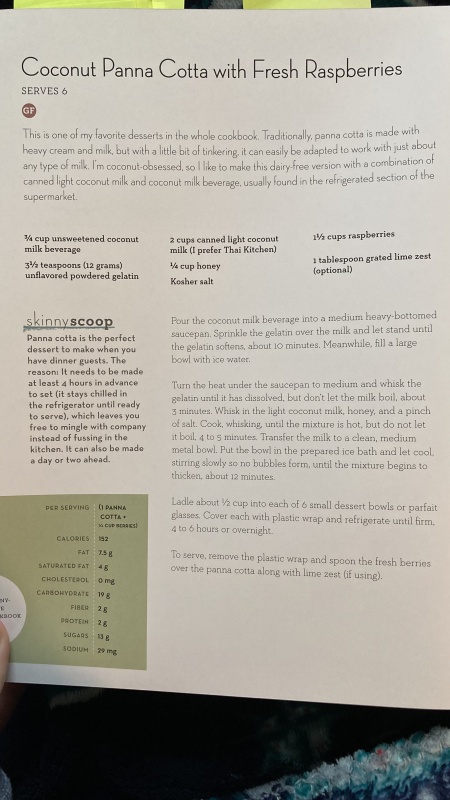 Coconut Panna Cotta with Fresh Raspberries
SERVES 6
GF
This is one of my favorite desserts in the whole cookbook. Traditionally, panna cotta is made with
heavy cream and milk, but with a little bit of tinkering, it can easily be adapted to work with just about
any type of milk. I'm coconut-obsessed, so I like to make this dairy-free version with a combination of
canned light coconut milk and coconut milk beverage, usually found in the refrigerated section of the
supermarket.
¾ cup unsweetened coconut
milk beverage
3½ teaspoons (12 grams)
unflavored powdered gelatin
2 cups canned light coconut
milk (I prefer Thai Kitchen)
¼ cup honey
Kosher salt
1½ cups raspberries
1 tablespoon grated lime zest
(optional)
skinnyscoop
Panna cotta is the perfect
dessert to make when you
have dinner guests. The
reason: It needs to be made
at least 4 hours in advance
to set (it stays chilled in
the refrigerator until ready
to serve), which leaves you
free to mingle with company
instead of fussing in the
kitchen. It can also be made
a day or two ahead.
Pour the coconut milk beverage into a medium heavy-bottomed
saucepan. Sprinkle the gelatin over the milk and let stand until
the gelatin softens, about 10 minutes. Meanwhile, fill a large
bowl with ice water.
Turn the heat under the saucepan to medium and whisk the
gelatin until it has dissolved, but don't let the milk boil, about
3 minutes. Whisk in the light coconut milk, honey, and a pinch
of salt. Cook, whisking, until the mixture is hot, but do not let
it boil, 4 to 5 minutes. Transfer the milk to a clean, medium
metal bowl. Put the bowl in the prepared ice bath and let cool,
stirring slowly so no bubbles form, until the mixture begins to
thicken, about 12 minutes.
Ladle about ½ cup into each of 6 small dessert bowls or parfait
glasses. Cover each with plastic wrap and refrigerate until firm,
4 to 6 hours or overnight.
To serve, remove the plastic wrap and spoon the fresh berries
over the panna cotta along with lime zest (if using).
PER SERVING (1 PANNA
COTTA +
¼ CUP BERRIES)
CALORIES 152
FAT 7.5 g
SATURATED FAT 4 g
CHOLESTEROL 0 mg
CARBOHYDRATE 19 g
FIBER 2 g
PROTEIN 2 g
SUGARS 13 g
SODIUM 29 mg